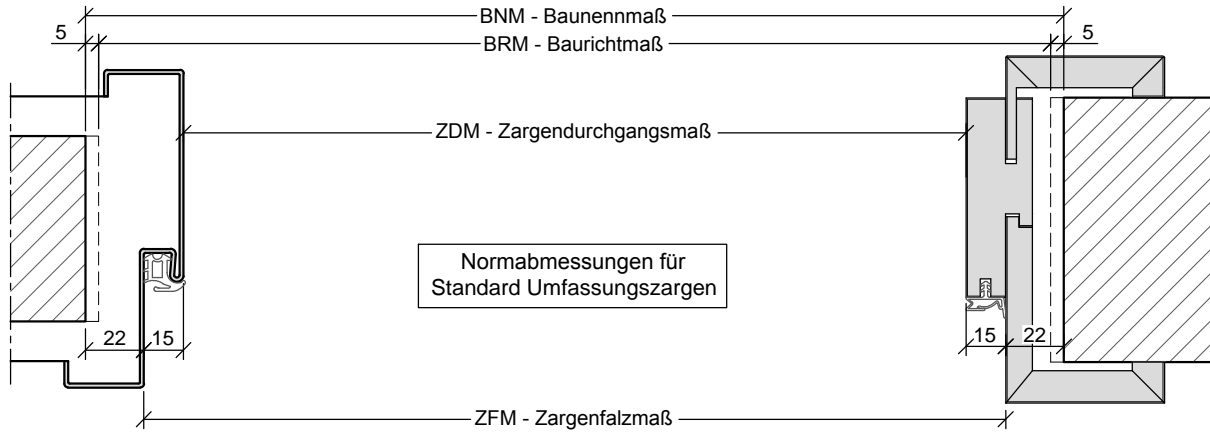 BNM - Baunennmaß
5 BRM - Baurichtmaß 5
ZDM - Zargendurchgangsmaß
Normabmessungen für
Standard Umfassungszargen
22 15 15 22
ZFM - Zargenfalzmaß